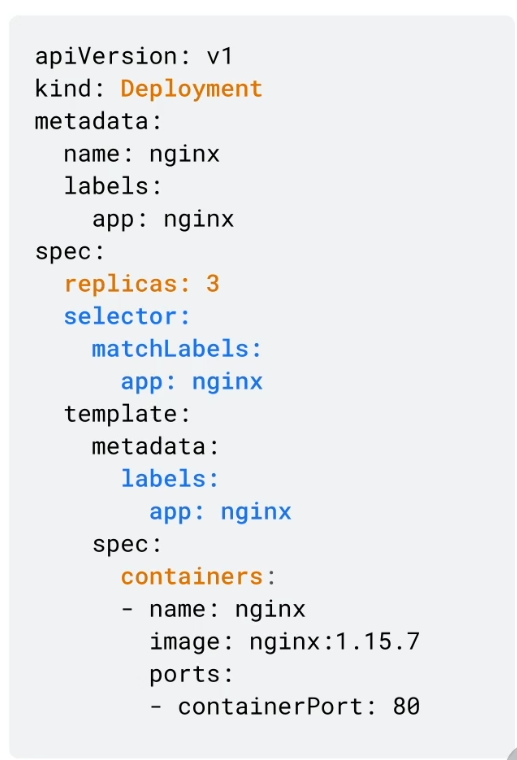 apiVersion: v1
kind: Deployment
metadata:
  name: nginx
  labels:
    app: nginx
spec:
  replicas: 3
  selector:
    matchLabels:
      app: nginx
  template:
    metadata:
      labels:
        app: nginx
    spec:
      containers:
      - name: nginx
        image: nginx:1.15.7
        ports:
        - containerPort: 80